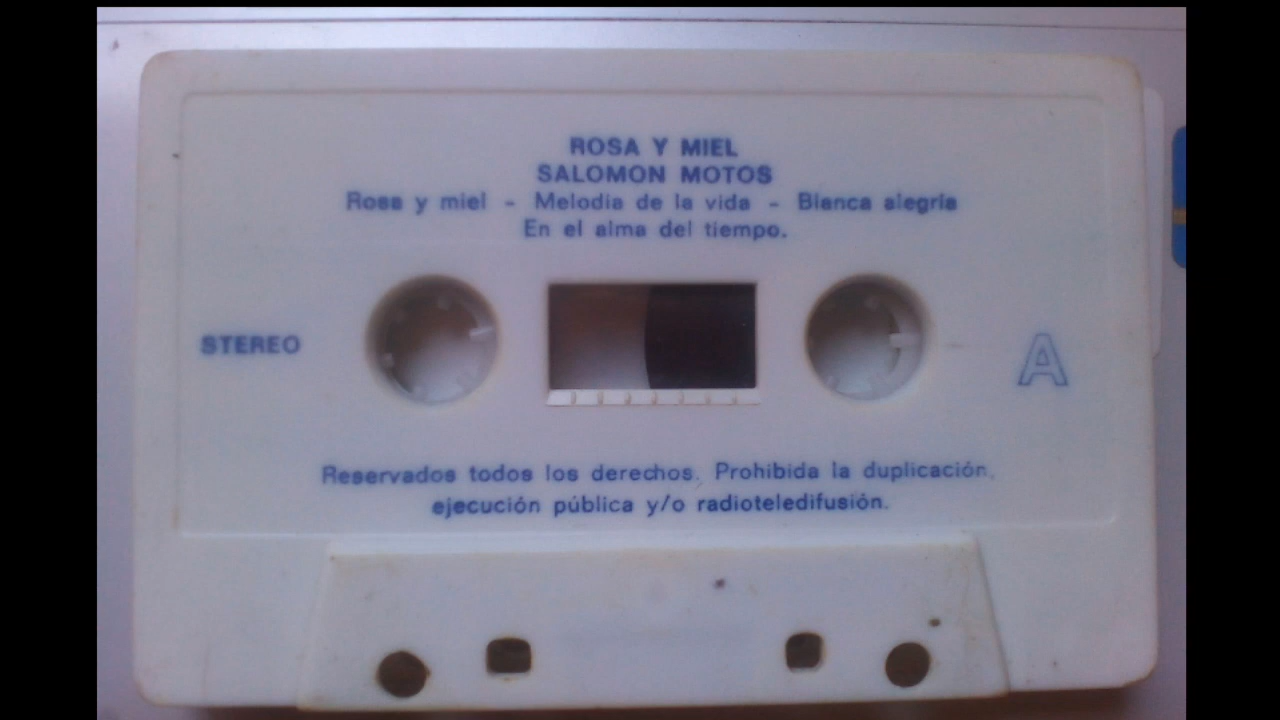 ROSA Y MIEL
SALOMON MOTOS
Rosa y miel - Melodia de la vida - Blanca alegría
En el alma del tiempo.
STEREO
A
Reservados todos los derechos. Prohibida la duplicación,
ejecución pública y/o radioteledifusión.